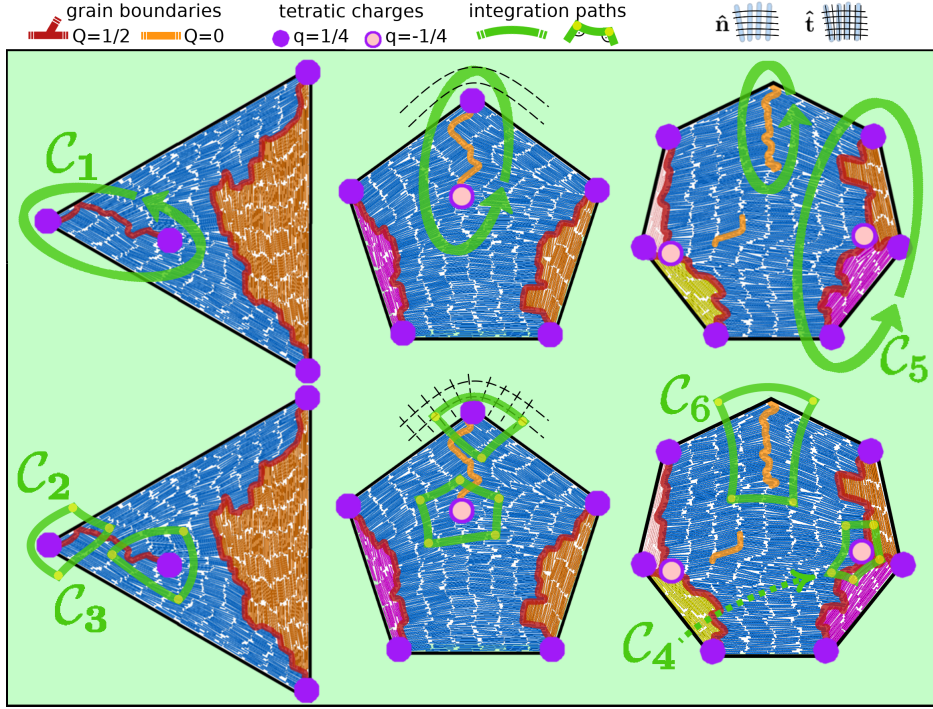 grain boundaries tetratic charges integration paths n̂ t̂
Q=1/2 Q=0 q=1/4 q=-1/4
C₁
C₅
C₂
C₆
C₃
C₄